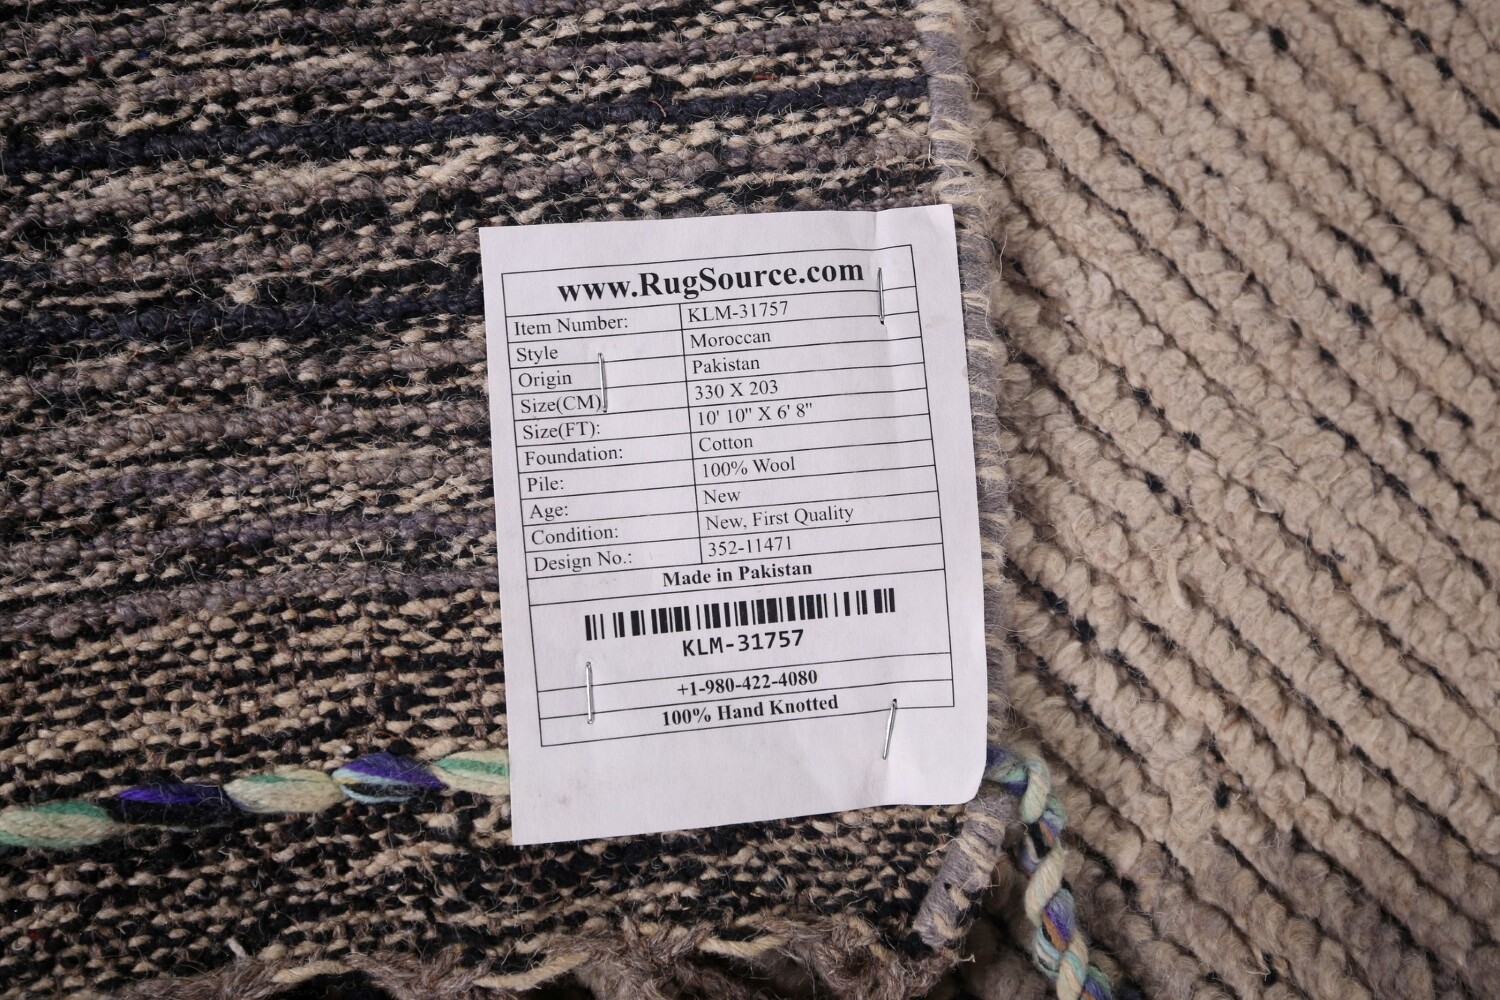 www.RugSource.com
Item Number: KLM-31757
Style Moroccan
Origin Pakistan
Size(CM) 330 X 203
Size(FT): 10' 10" X 6' 8"
Foundation: Cotton
Pile: 100% Wool
Age: New
Condition: New, First Quality
Design No.: 352-11471
Made in Pakistan
KLM-31757
+1-980-422-4080
100% Hand Knotted